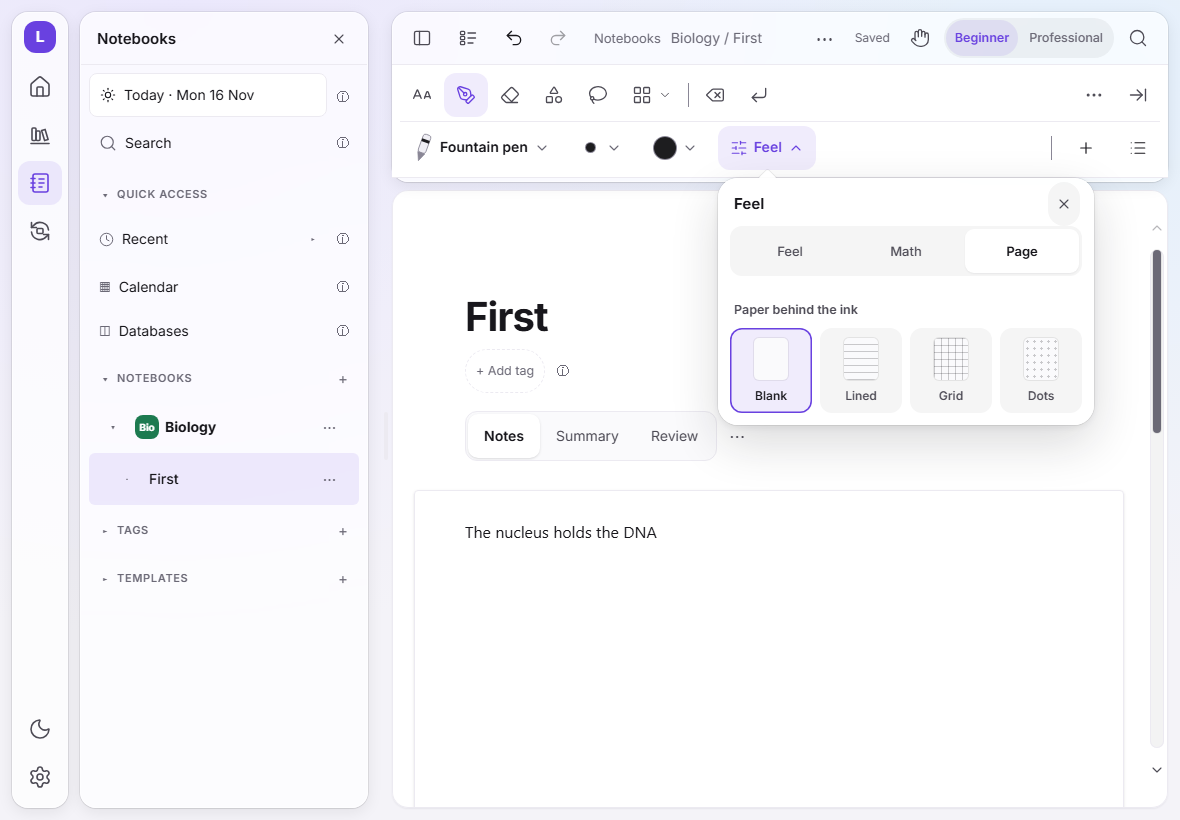 L
Notebooks
Today · Mon 16 Nov
Search
QUICK ACCESS
Recent
Calendar
Databases
NOTEBOOKS
Bio Biology
First
TAGS
TEMPLATES
Notebooks Biology / First
Saved
Beginner Professional
AA
Fountain pen
Feel
Feel
Feel Math Page
Paper behind the ink
Blank Lined Grid Dots
First
+ Add tag
Notes Summary Review
The nucleus holds the DNA